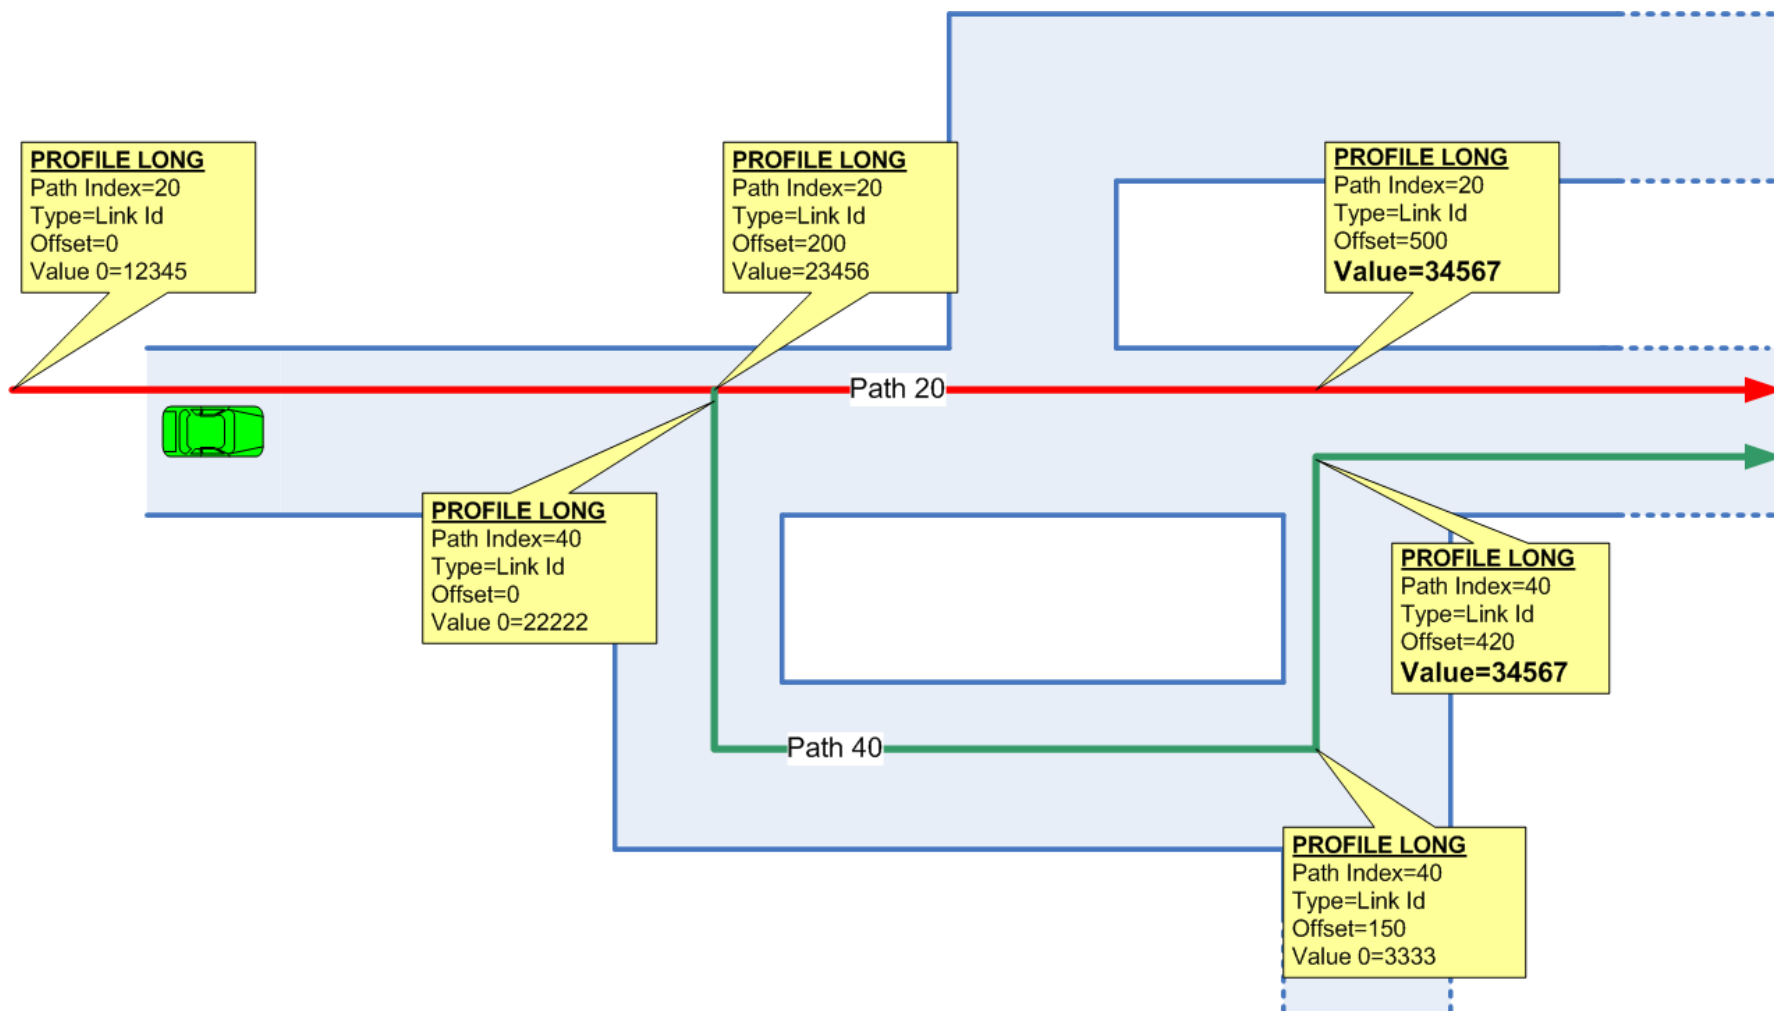 PROFILE LONG
Path Index=20
Type=Link Id
Offset=0
Value 0=12345
PROFILE LONG
Path Index=20
Type=Link Id
Offset=200
Value=23456
PROFILE LONG
Path Index=20
Type=Link Id
Offset=500
Value=34567
Path 20
PROFILE LONG
Path Index=40
Type=Link Id
Offset=0
Value 0=22222
PROFILE LONG
Path Index=40
Type=Link Id
Offset=420
Value=34567
Path 40
PROFILE LONG
Path Index=40
Type=Link Id
Offset=150
Value 0=3333